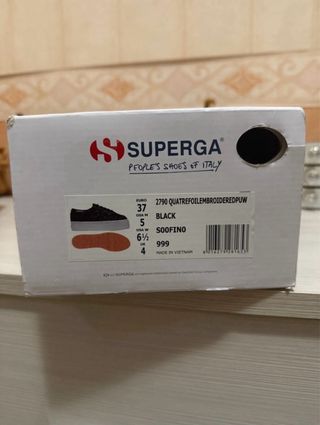 SUPERGA®
PEOPLE'S SHOES OF ITALY
EURO
37
USA M
5
USA W
6½
UK
4
2790 QUATREFOILEMBROIDEREDPUW
BLACK
S00FIN0
999
MADE IN VIETNAM